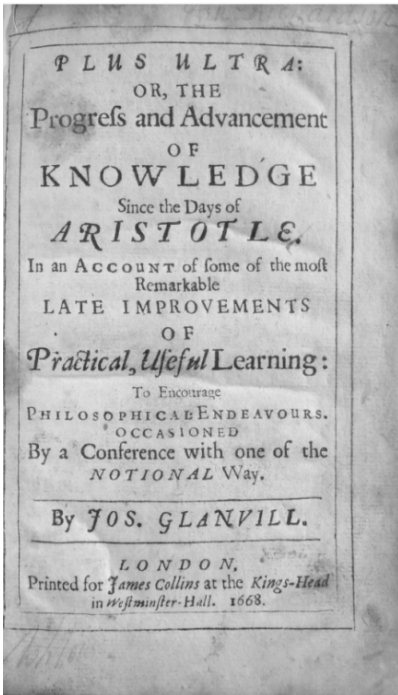 PLUS ULTRA:
OR, THE
Progreſs and Advancement
OF
KNOWLEDGE
Since the Days of
ARISTOTLE.
In an ACCOUNT of ſome of the moſt
Remarkable
LATE IMPROVEMENTS
OF
Practical, Uſeful Learning:
To Encourage
PHILOSOPHICAL ENDEAVOURS.
OCCASIONED
By a Conference with one of the
NOTIONAL Way.
By JOS. GLANVILL.
LONDON,
Printed for James Collins at the Kings-Head
in Weſtminſter-Hall. 1668.